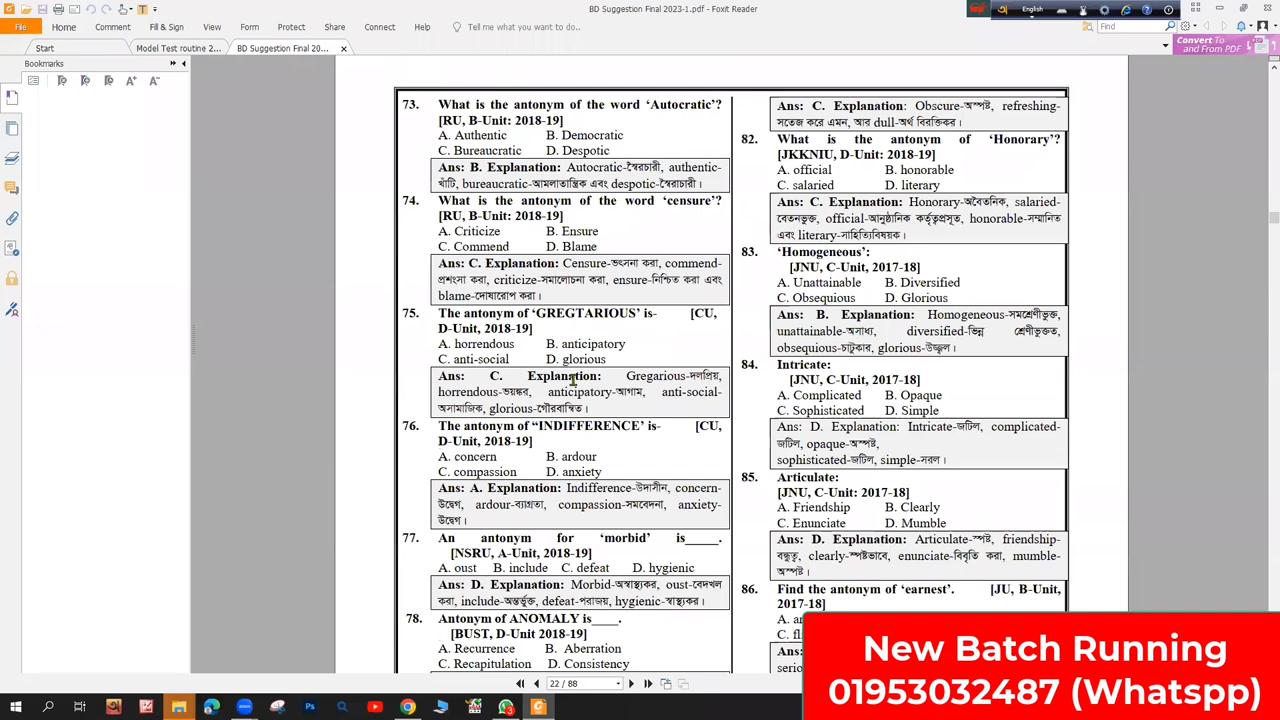 BD Suggestion Final 2023-1.pdf - Foxit Reader
English
File Home Comment Fill & Sign View Form Protect Share Connect Help Tell me what you want to do...
Find
Start Model Test routine 2... BD Suggestion Final 20...
Convert To
and From PDF
Bookmarks
73. What is the antonym of the word ‘Autocratic’?
[RU, B-Unit: 2018-19]
A. Authentic B. Democratic
C. Bureaucratic D. Despotic
Ans: B. Explanation: Autocratic-স্বৈরচারী, authentic-
খাঁটি, bureaucratic-আমলাতান্ত্রিক এবং despotic-স্বৈরাচারী।
74. What is the antonym of the word ‘censure’?
[RU, B-Unit: 2018-19]
A. Criticize B. Ensure
C. Commend D. Blame
Ans: C. Explanation: Censure-ভৎসনা করা, commend-
প্রশংসা করা, criticize-সমালোচনা করা, ensure-নিশ্চিত করা এবং
blame-দোষারোপ করা।
75. The antonym of ‘GREGTARIOUS’ is- [CU,
D-Unit, 2018-19]
A. horrendous B. anticipatory
C. anti-social D. glorious
Ans: C. Explanation: Gregarious-দলপ্রিয়,
horrendous-ভয়ঙ্কর, anticipatory-আগাম, anti-social-
অসামাজিক, glorious-গৌরবান্বিত।
76. The antonym of “INDIFFERENCE’ is- [CU,
D-Unit, 2018-19]
A. concern B. ardour
C. compassion D. anxiety
Ans: A. Explanation: Indifference-উদাসীন, concern-
উদ্বেগ, ardour-ব্যাগ্রতা, compassion-সমবেদনা, anxiety-
উদ্বেগ।
77. An antonym for ‘morbid’ is_____.
[NSRU, A-Unit, 2018-19]
A. oust B. include C. defeat D. hygienic
Ans: D. Explanation: Morbid-অস্বাস্থ্যকর, oust-বেদখল
করা, include-অন্তর্ভুক্ত, defeat-পরাজয়, hygienic-স্বাস্থ্যকর।
78. Antonym of ANOMALY is____.
[BUST, D-Unit 2018-19]
A. Recurrence B. Aberration
C. Recapitulation D. Consistency
Ans: C. Explanation: Obscure-অস্পষ্ট, refreshing-
সতেজ করে এমন, আর dull-অর্থ বিরক্তিকর।
82. What is the antonym of ‘Honorary’?
[JKKNIU, D-Unit: 2018-19]
A. official B. honorable
C. salaried D. literary
Ans: C. Explanation: Honorary-অবৈতনিক, salaried-
বেতনভুক্ত, official-আনুষ্ঠানিক কর্তৃত্বপ্রসূত, honorable-সম্মানিত
এবং literary-সাহিত্যিবিষয়ক।
83. ‘Homogeneous’:
[JNU, C-Unit, 2017-18]
A. Unattainable B. Diversified
C. Obsequious D. Glorious
Ans: B. Explanation: Homogeneous-সমশ্রেণীভুক্ত,
unattainable-অসাধ্য, diversified-ভিন্ন শ্রেণীভুক্তত,
obsequious-চাটুকার, glorious-উজ্জ্বল।
84. Intricate:
[JNU, C-Unit: 2017-18]
A. Complicated B. Opaque
C. Sophisticated D. Simple
Ans: D. Explanation: Intricate-জটিল, complicated-
জটিল, opaque-অস্পষ্ট,
sophisticated-জটিল, simple-সরল।
85. Articulate:
[JNU, C-Unit: 2017-18]
A. Friendship B. Clearly
C. Enunciate D. Mumble
Ans: D. Explanation: Articulate-স্পষ্ট, friendship-
বন্ধুত্ব, clearly-স্পষ্টভাবে, enunciate-বিবৃতি করা, mumble-
অস্পষ্ট।
86. Find the antonym of ‘earnest’. [JU, B-Unit,
2017-18]
22 / 88
New Batch Running
01953032487 (Whatspp)